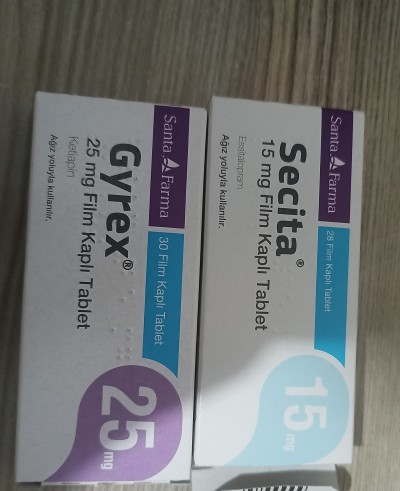 Santa Farma
30 Film Kaplı Tablet
Gyrex®
25 mg Film Kaplı Tablet
Ketiapin
Ağız yoluyla kullanılır.
25 mg
Santa Farma
28 Film Kaplı Tablet
Secita®
15 mg Film Kaplı Tablet
Essitalopram
Ağız yoluyla kullanılır.
15 mg